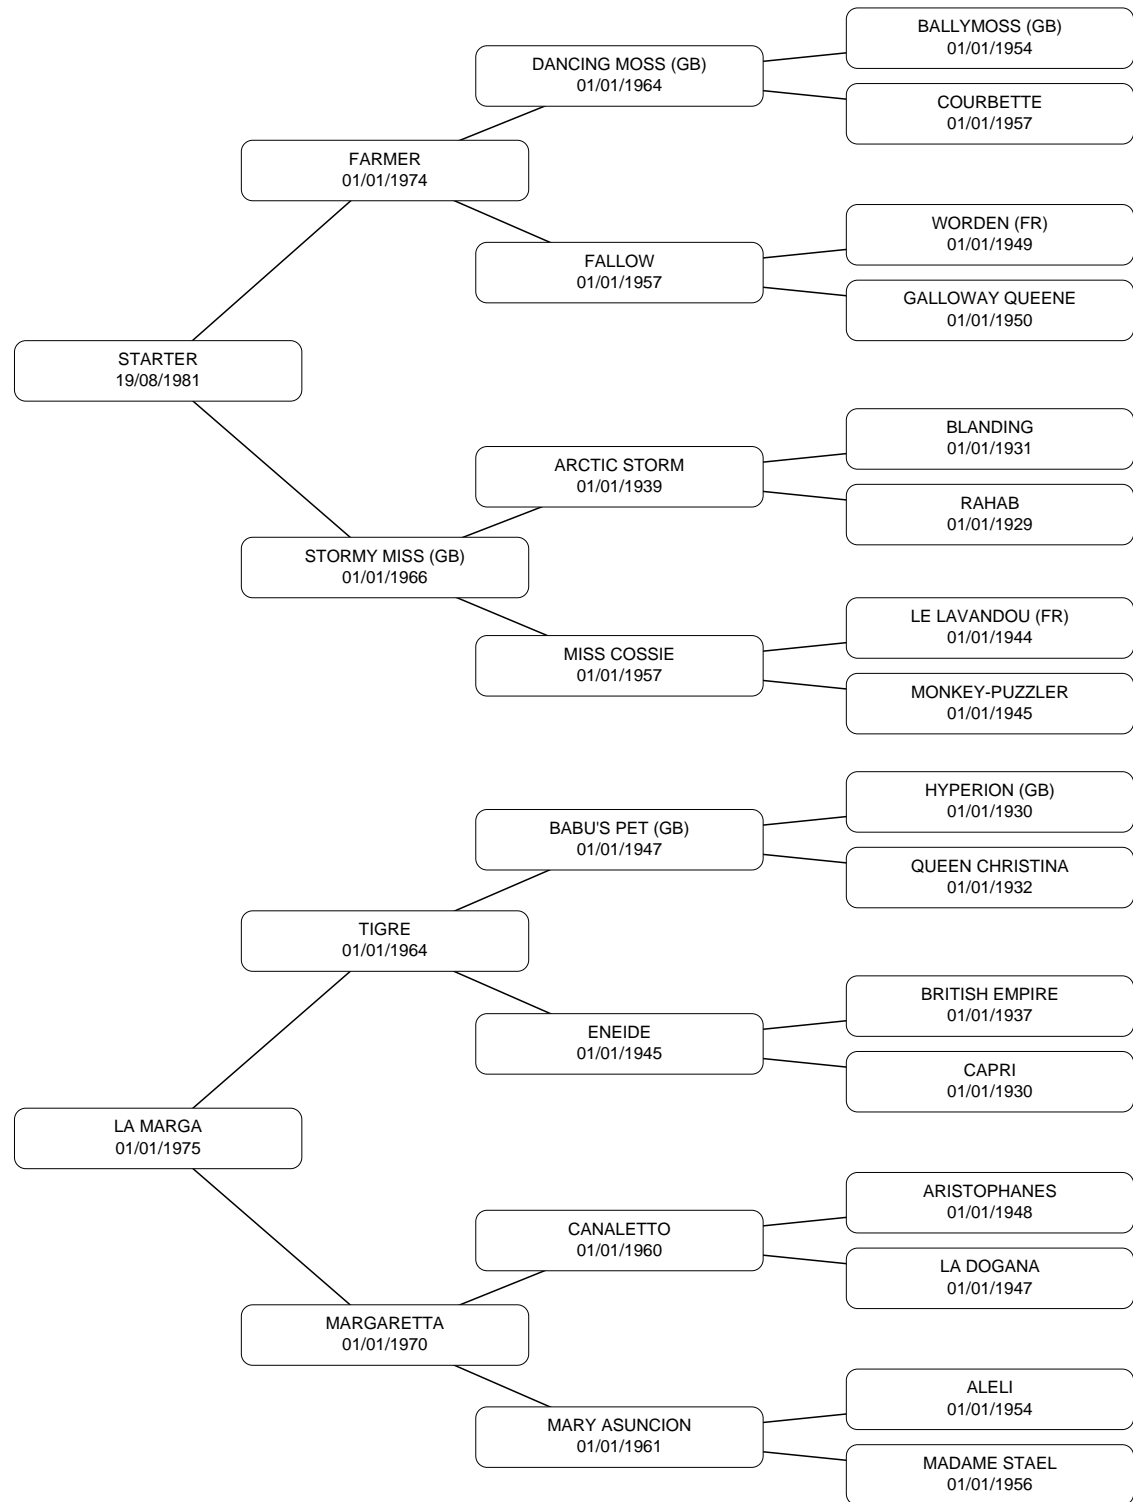 BALLYMOSS (GB)
01/01/1954
DANCING MOSS (GB)
01/01/1964
COURBETTE
01/01/1957
FARMER
01/01/1974
WORDEN (FR)
01/01/1949
FALLOW
01/01/1957
GALLOWAY QUEENE
01/01/1950
STARTER
19/08/1981
BLANDING
01/01/1931
ARCTIC STORM
01/01/1939
RAHAB
01/01/1929
STORMY MISS (GB)
01/01/1966
LE LAVANDOU (FR)
01/01/1944
MISS COSSIE
01/01/1957
MONKEY-PUZZLER
01/01/1945
HYPERION (GB)
01/01/1930
BABU'S PET (GB)
01/01/1947
QUEEN CHRISTINA
01/01/1932
TIGRE
01/01/1964
BRITISH EMPIRE
01/01/1937
ENEIDE
01/01/1945
CAPRI
01/01/1930
LA MARGA
01/01/1975
ARISTOPHANES
01/01/1948
CANALETTO
01/01/1960
LA DOGANA
01/01/1947
MARGARETTA
01/01/1970
ALELI
01/01/1954
MARY ASUNCION
01/01/1961
MADAME STAEL
01/01/1956